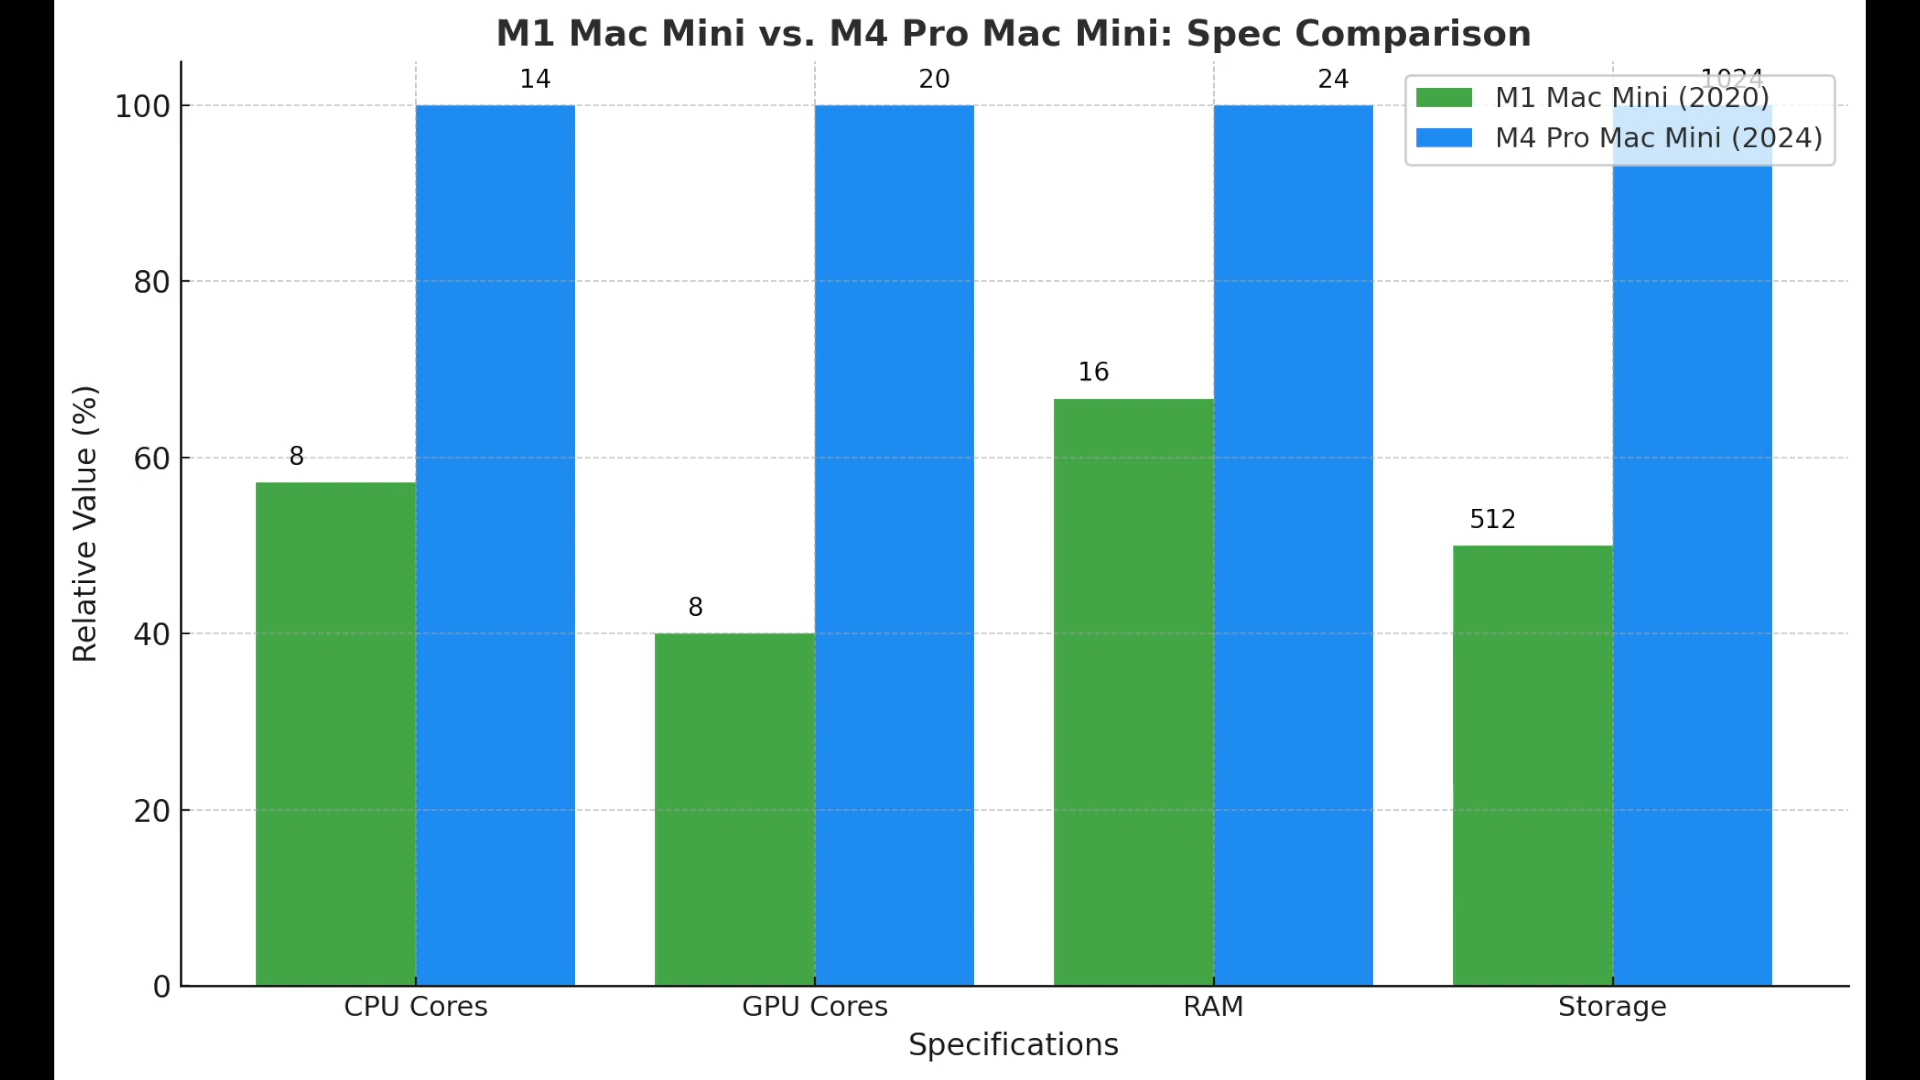 M1 Mac Mini vs. M4 Pro Mac Mini: Spec Comparison
14
20
24
1024
M1 Mac Mini (2020)
M4 Pro Mac Mini (2024)
100
80
60
40
20
0
Relative Value (%)
8
8
16
512
CPU Cores
GPU Cores
RAM
Storage
Specifications